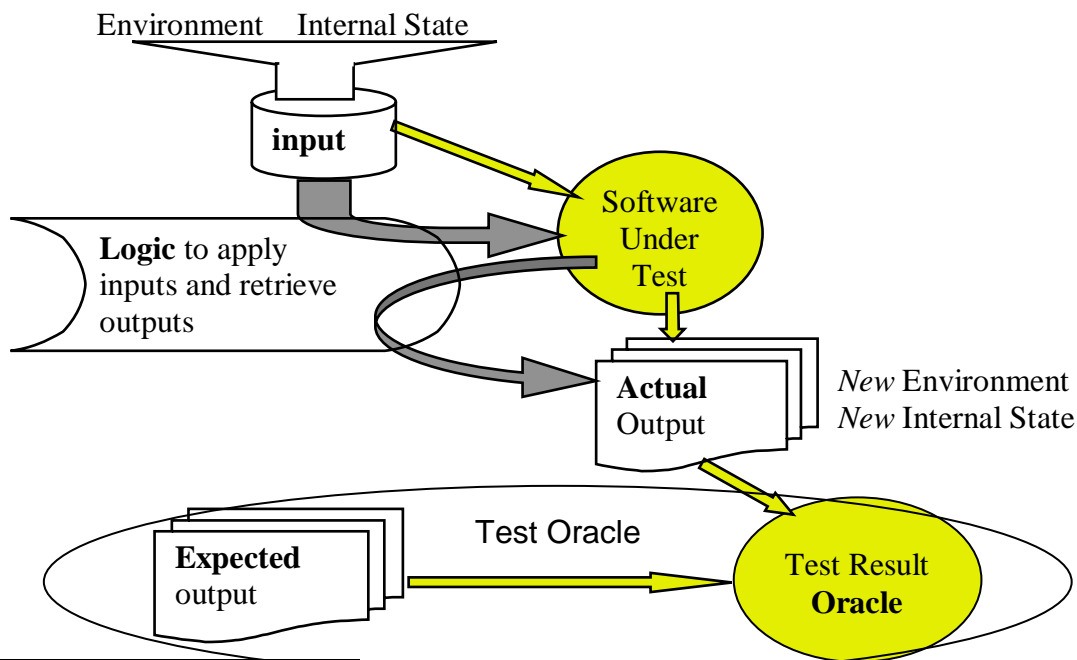 Environment Internal State
input
Software
Under
Test
Logic to apply
inputs and retrieve
outputs
Actual
Output
New Environment
New Internal State
Test Oracle
Expected
output
Test Result
Oracle